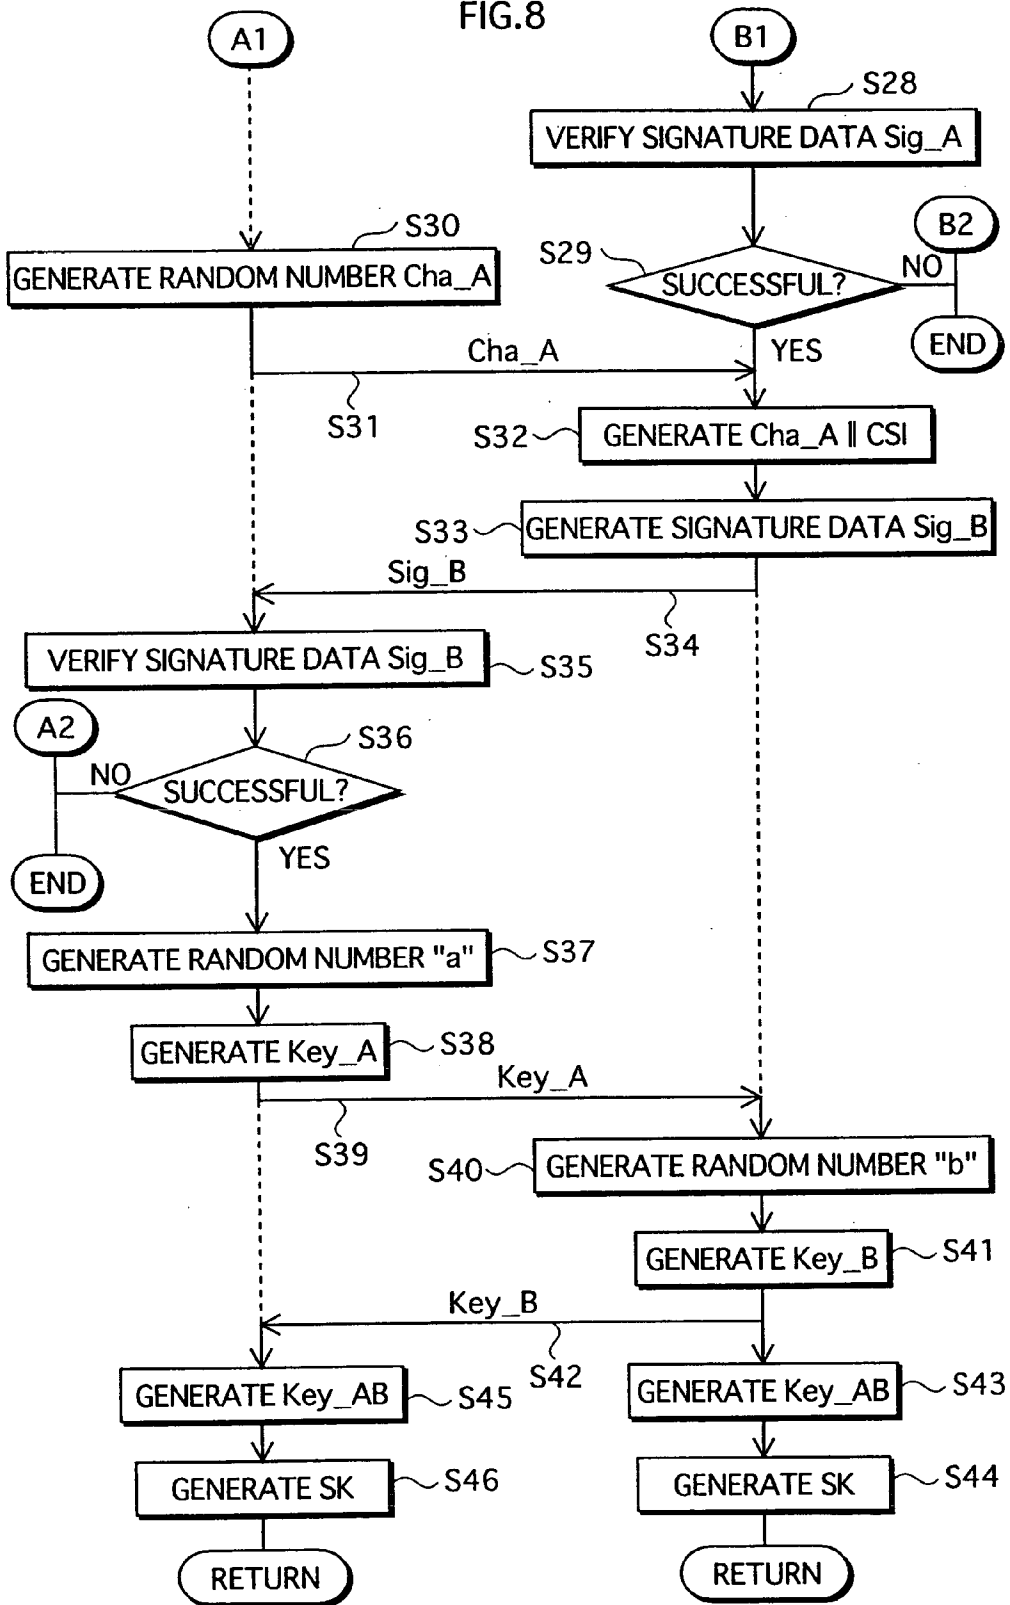 FIG.8
A1
B1
S28
VERIFY SIGNATURE DATA Sig_A
S30
GENERATE RANDOM NUMBER Cha_A
S29
SUCCESSFUL?
NO
B2
END
YES
Cha_A
S31
S32
GENERATE Cha_A || CSI
S33
GENERATE SIGNATURE DATA Sig_B
Sig_B
S34
VERIFY SIGNATURE DATA Sig_B
S35
A2
S36
NO
SUCCESSFUL?
YES
END
GENERATE RANDOM NUMBER "a"
S37
GENERATE Key_A
S38
Key_A
S39
S40
GENERATE RANDOM NUMBER "b"
GENERATE Key_B
S41
Key_B
S42
GENERATE Key_AB
S45
GENERATE Key_AB
S43
GENERATE SK
S46
GENERATE SK
S44
RETURN
RETURN